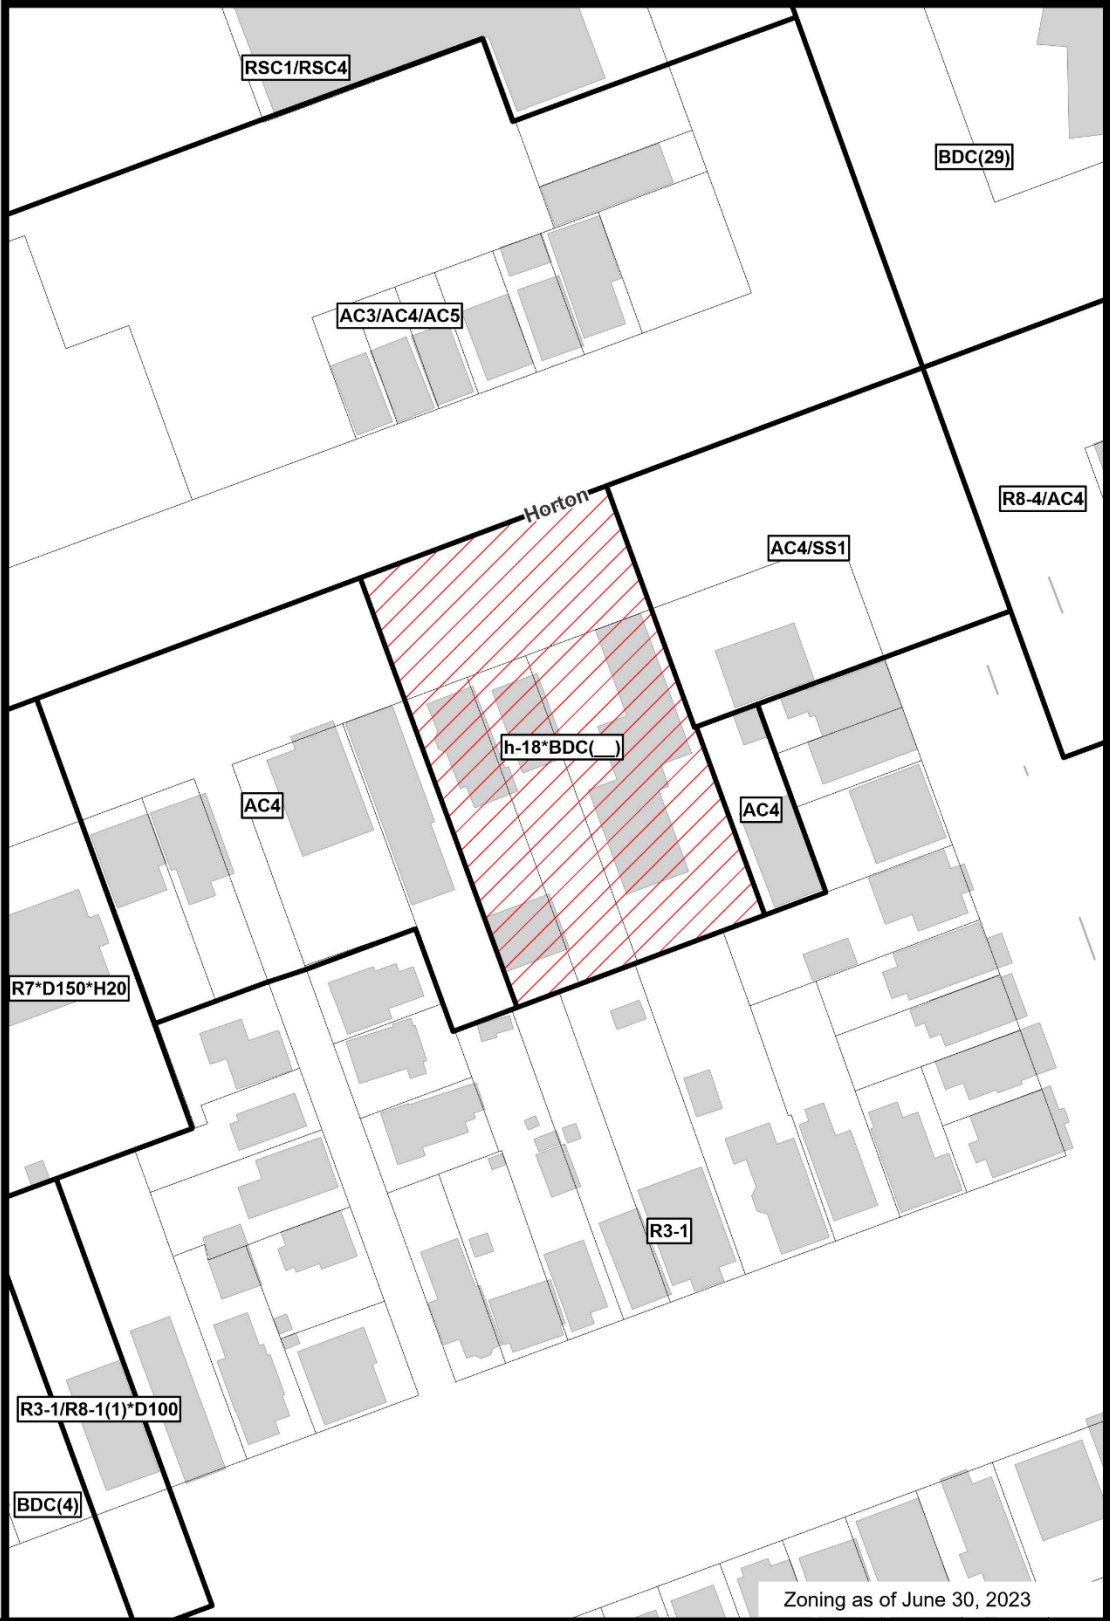 RSC1/RSC4
BDC(29)
AC3/AC4/AC5
Horton
R8-4/AC4
AC4/SS1
h-18*BDC(__)
AC4
AC4
R7*D150*H20
R3-1
R3-1/R8-1(1)*D100
BDC(4)
Zoning as of June 30, 2023